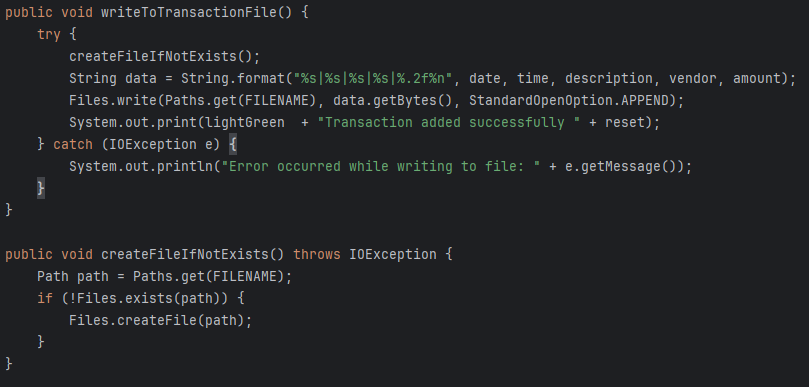 public void writeToTransactionFile() {
    try {
        createFileIfNotExists();
        String data = String.format("%s|%s|%s|%s|%.2f%n", date, time, description, vendor, amount);
        Files.write(Paths.get(FILENAME), data.getBytes(), StandardOpenOption.APPEND);
        System.out.print(lightGreen  + "Transaction added successfully " + reset);
    } catch (IOException e) {
        System.out.println("Error occurred while writing to file: " + e.getMessage());
    }
}

public void createFileIfNotExists() throws IOException {
    Path path = Paths.get(FILENAME);
    if (!Files.exists(path)) {
        Files.createFile(path);
    }
}